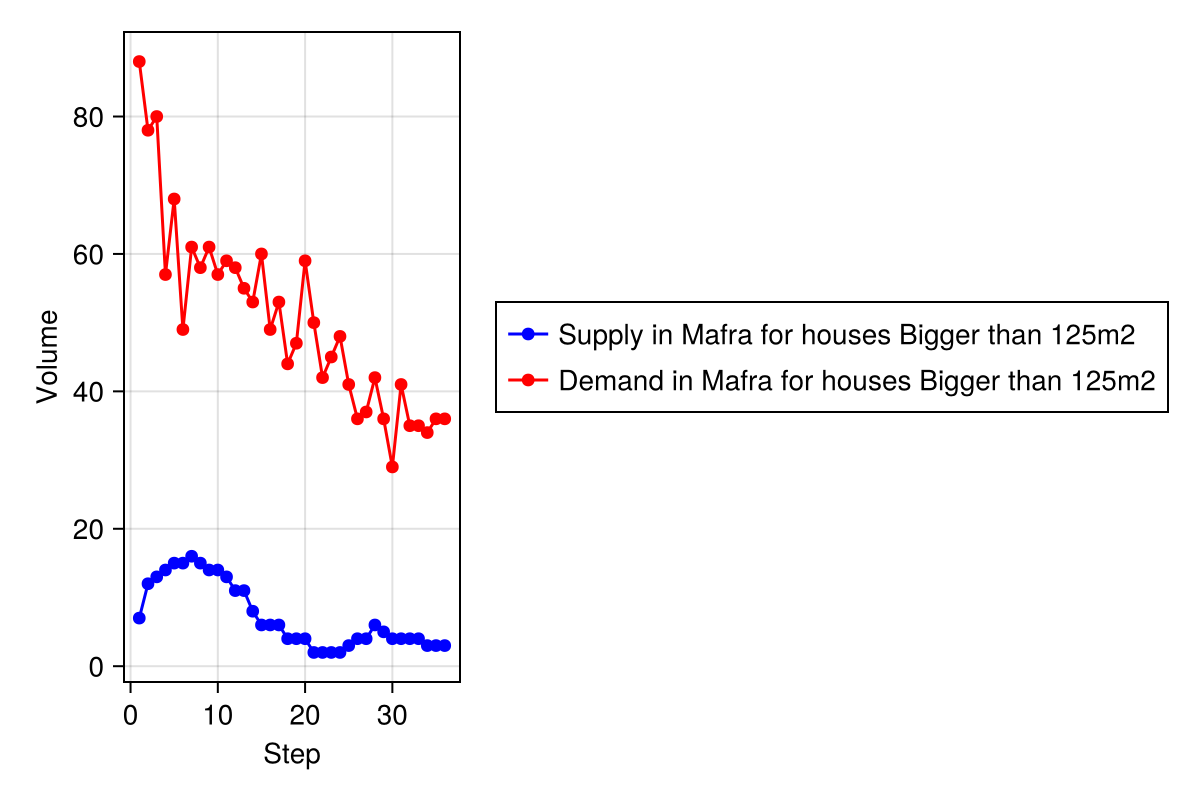 Volume
80
60
40
20
0
0 10 20 30
Step
Supply in Mafra for houses Bigger than 125m2
Demand in Mafra for houses Bigger than 125m2